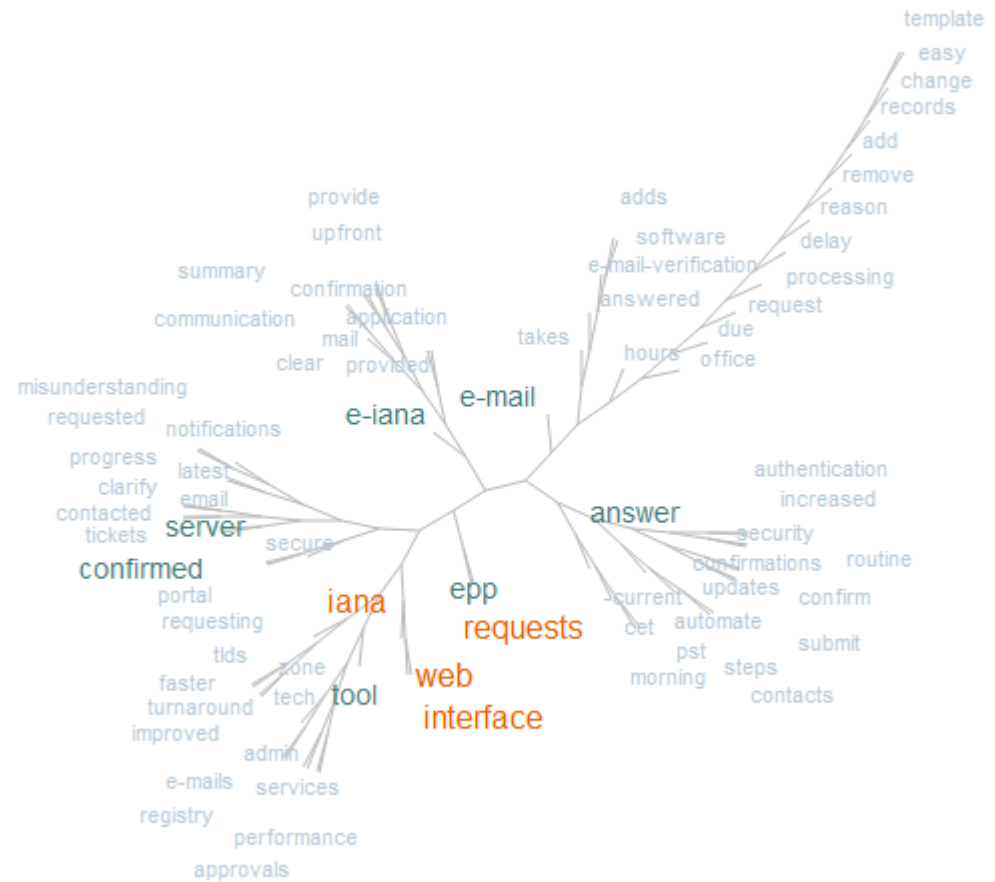 template
easy
change
records
add
remove
reason
delay
processing
request
due
office
hours
adds
software
e-mail-verification
answered
takes
e-mail
provide
upfront
summary
confirmation
communication
application
mail
clear
provided
e-iana
misunderstanding
requested
notifications
progress
latest
clarify
email
contacted
server
tickets
secure
confirmed
portal
iana
requesting
tlds
zone
faster
tech
tool
turnaround
improved
admin
e-mails
services
registry
performance
approvals
epp
requests
web
interface
answer
authentication
increased
security
confirmations
routine
updates
-current
confirm
cet
automate
pst
submit
morning
steps
contacts